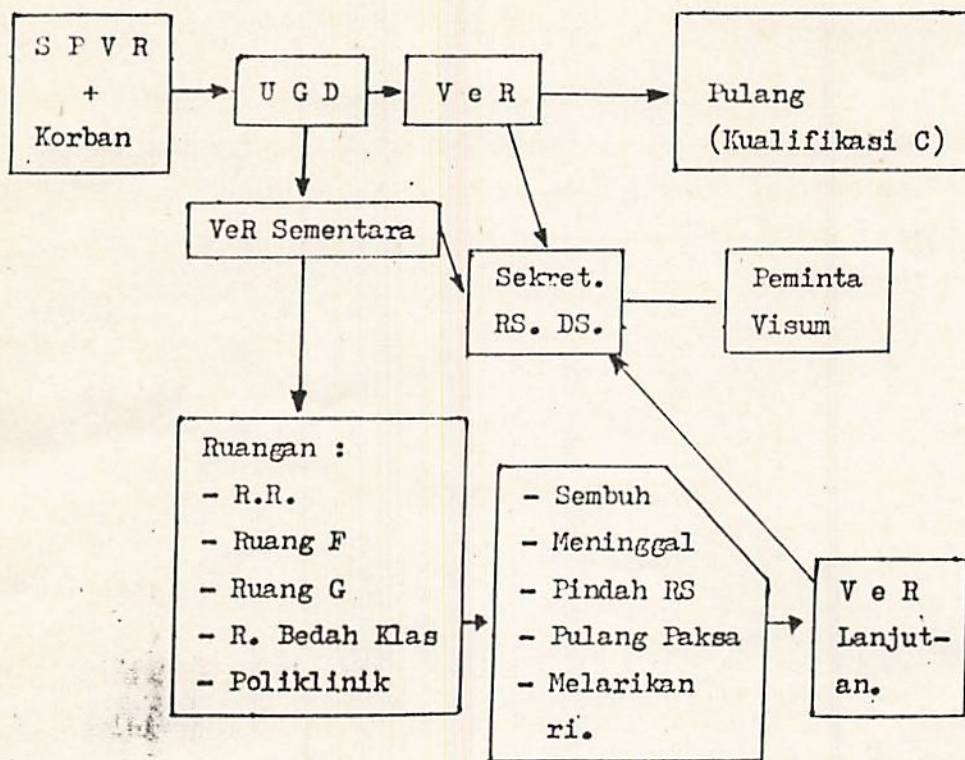 S P V R
+
Korban
U G D
V e R
Pulang
(Kualifikasi C)
VeR Sementara
Sekret.
RS. DS.
Peminta
Visum
Ruangan :
- R.R.
- Ruang F
- Ruang G
- R. Bedah Klas
- Poliklinik
- Sembuh
- Meninggal
- Pindah RS
- Pulang Paksa
- Melarikan
ri.
V e R
Lanjut-
an.